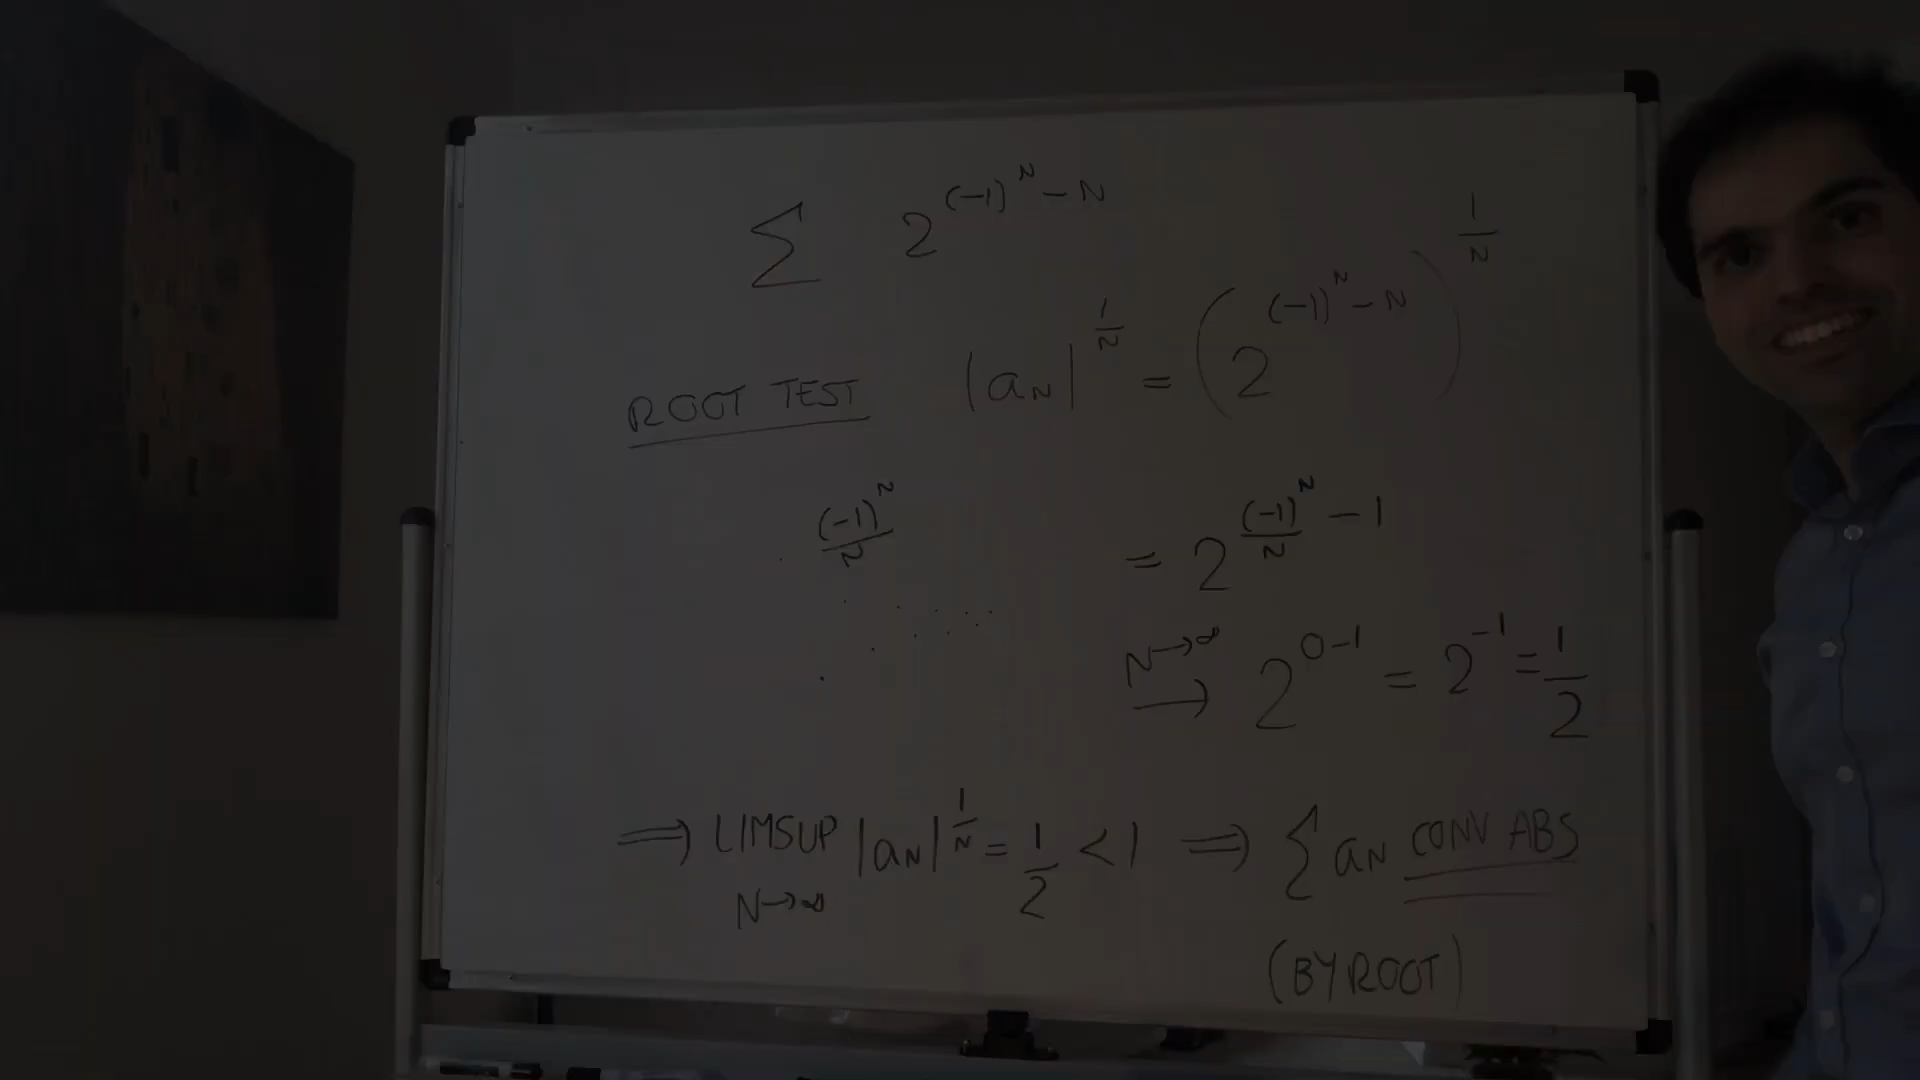 ∑ 2^{(-1)^N - N}
ROOT TEST |a_N|^{1/N} = (2^{(-1)^N - N})^{1/N}
(-1)^N/N = 2^{(-1)^N/N - 1}
N→∞ → 2^{0-1} = 2^{-1} = 1/2
⇒ LIMSUP N→∞ |a_N|^{1/N} = 1/2 < 1 ⇒ ∑ a_N CONV ABS
(BY ROOT)